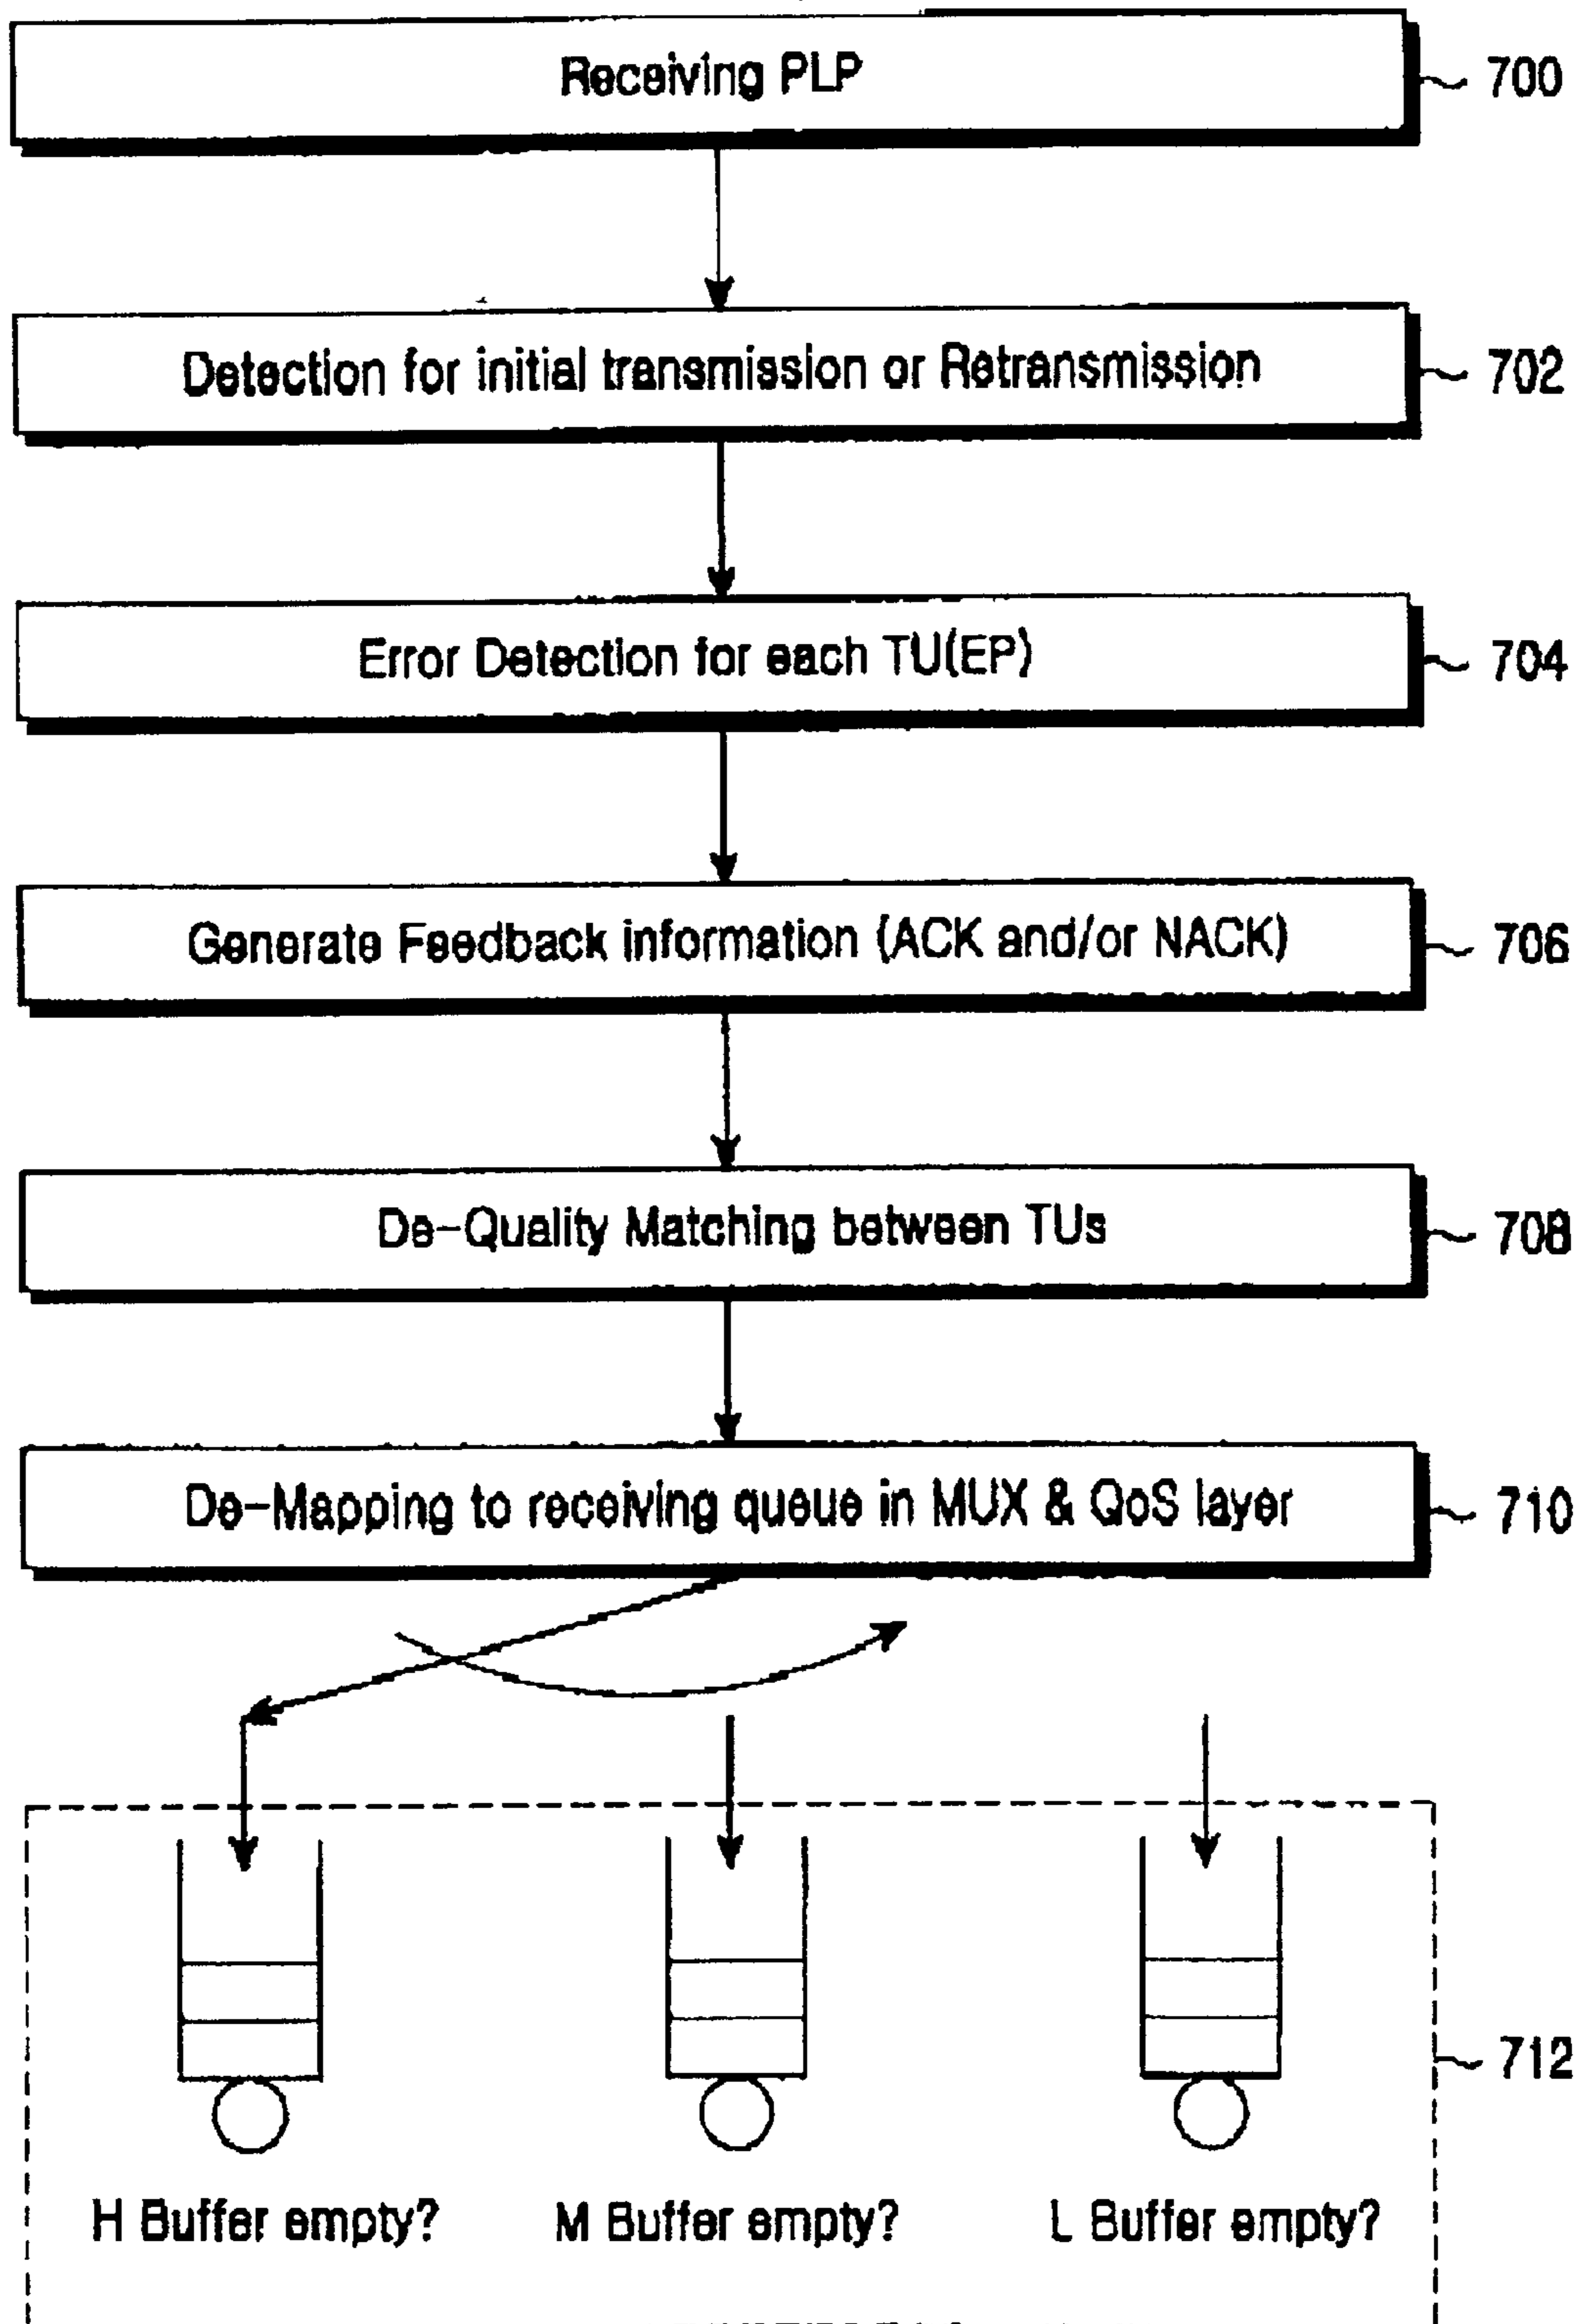 Receiving PLP
700
Detection for initial transmission or Retransmission
702
Error Detection for each TU(EP)
704
Generate Feedback information (ACK and/or NACK)
706
De-Quality Matching between TUs
708
De-Mapping to receiving queue in MUX & QoS layer
710
712
H Buffer empty?
M Buffer empty?
L Buffer empty?